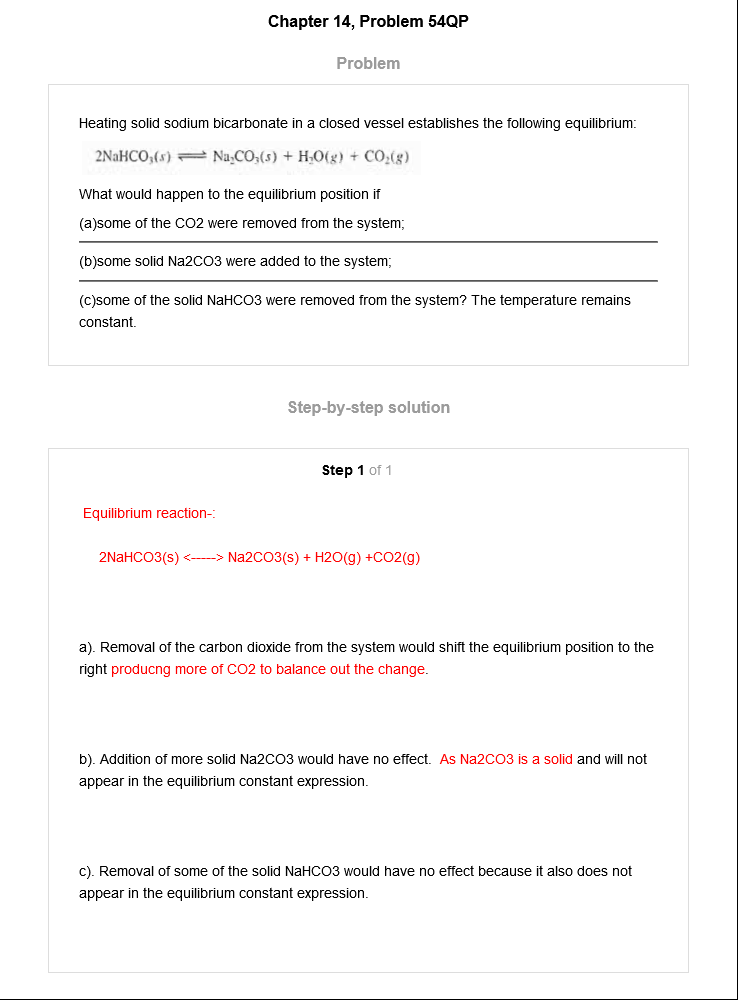 Chapter 14, Problem 54QP
Problem
Heating solid sodium bicarbonate in a closed vessel establishes the following equilibrium:
2NaHCO₃(s) ⇌ Na₂CO₃(s) + H₂O(g) + CO₂(g)
What would happen to the equilibrium position if
(a)some of the CO2 were removed from the system;
(b)some solid Na2CO3 were added to the system;
(c)some of the solid NaHCO3 were removed from the system? The temperature remains
constant.
Step-by-step solution
Step 1 of 1
Equilibrium reaction-:
2NaHCO3(s) <-----> Na2CO3(s) + H2O(g) +CO2(g)
a). Removal of the carbon dioxide from the system would shift the equilibrium position to the
right producng more of CO2 to balance out the change.
b). Addition of more solid Na2CO3 would have no effect.  As Na2CO3 is a solid and will not
appear in the equilibrium constant expression.
c). Removal of some of the solid NaHCO3 would have no effect because it also does not
appear in the equilibrium constant expression.